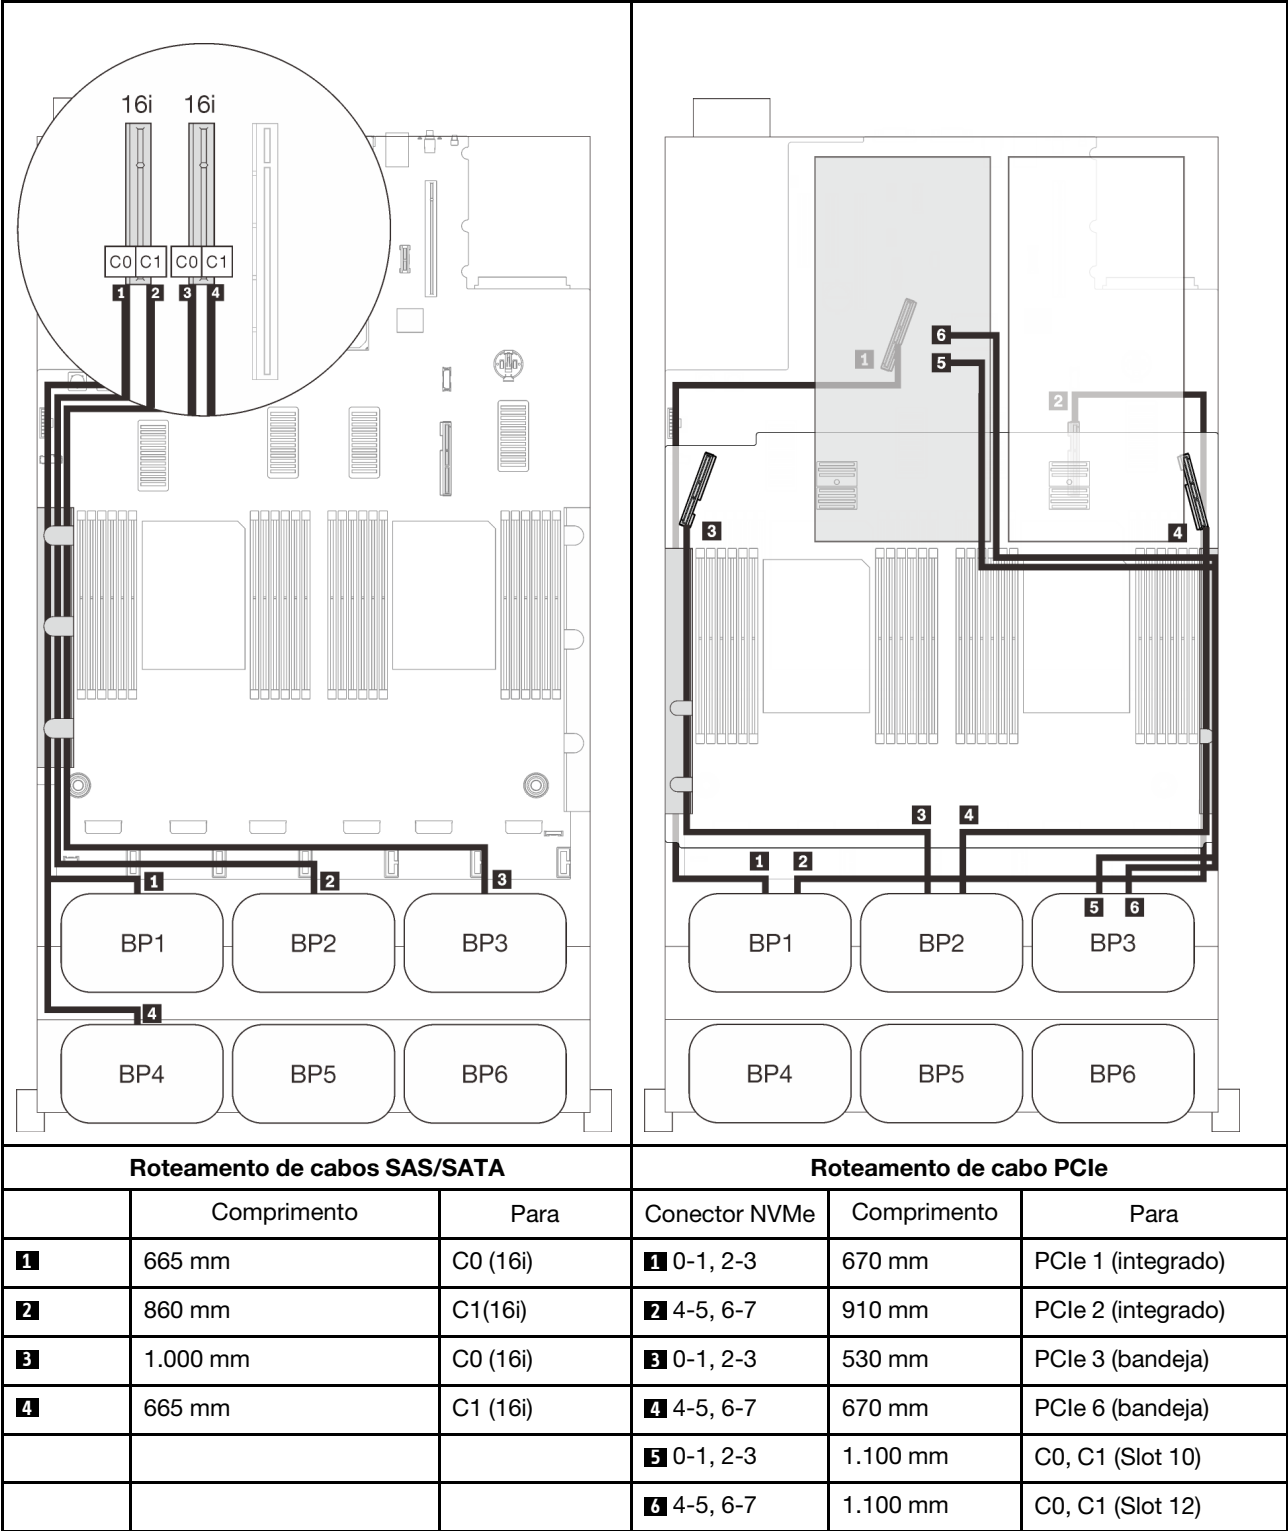 16i 16i
C0 C1 C0 C1
1 2 3 4
1 2 3
BP1 BP2 BP3
4
BP4 BP5 BP6
6
1 5
2
3 4
3 4
1 2
5 6
BP1 BP2 BP3
BP4 BP5 BP6
Roteamento de cabos SAS/SATA Roteamento de cabo PCIe
Comprimento Para Conector NVMe Comprimento Para
1 665 mm C0 (16i) 1 0-1, 2-3 670 mm PCIe 1 (integrado)
2 860 mm C1(16i) 2 4-5, 6-7 910 mm PCIe 2 (integrado)
3 1.000 mm C0 (16i) 3 0-1, 2-3 530 mm PCIe 3 (bandeja)
4 665 mm C1 (16i) 4 4-5, 6-7 670 mm PCIe 6 (bandeja)
5 0-1, 2-3 1.100 mm C0, C1 (Slot 10)
6 4-5, 6-7 1.100 mm C0, C1 (Slot 12)